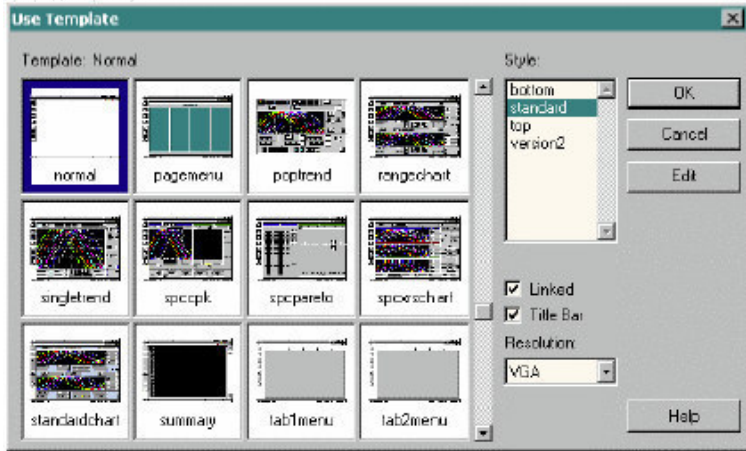 Use Template
Template: Normal
normal
pagemenu
poptrend
rangechart
singletrend
spccpk
spcpareto
spcxrschart
standardchart
summary
tab1menu
tab2menu
Style:
bottom
standard
top
version2
OK
Cancel
Edit
Linked
Title Bar
Resolution:
VGA
Help